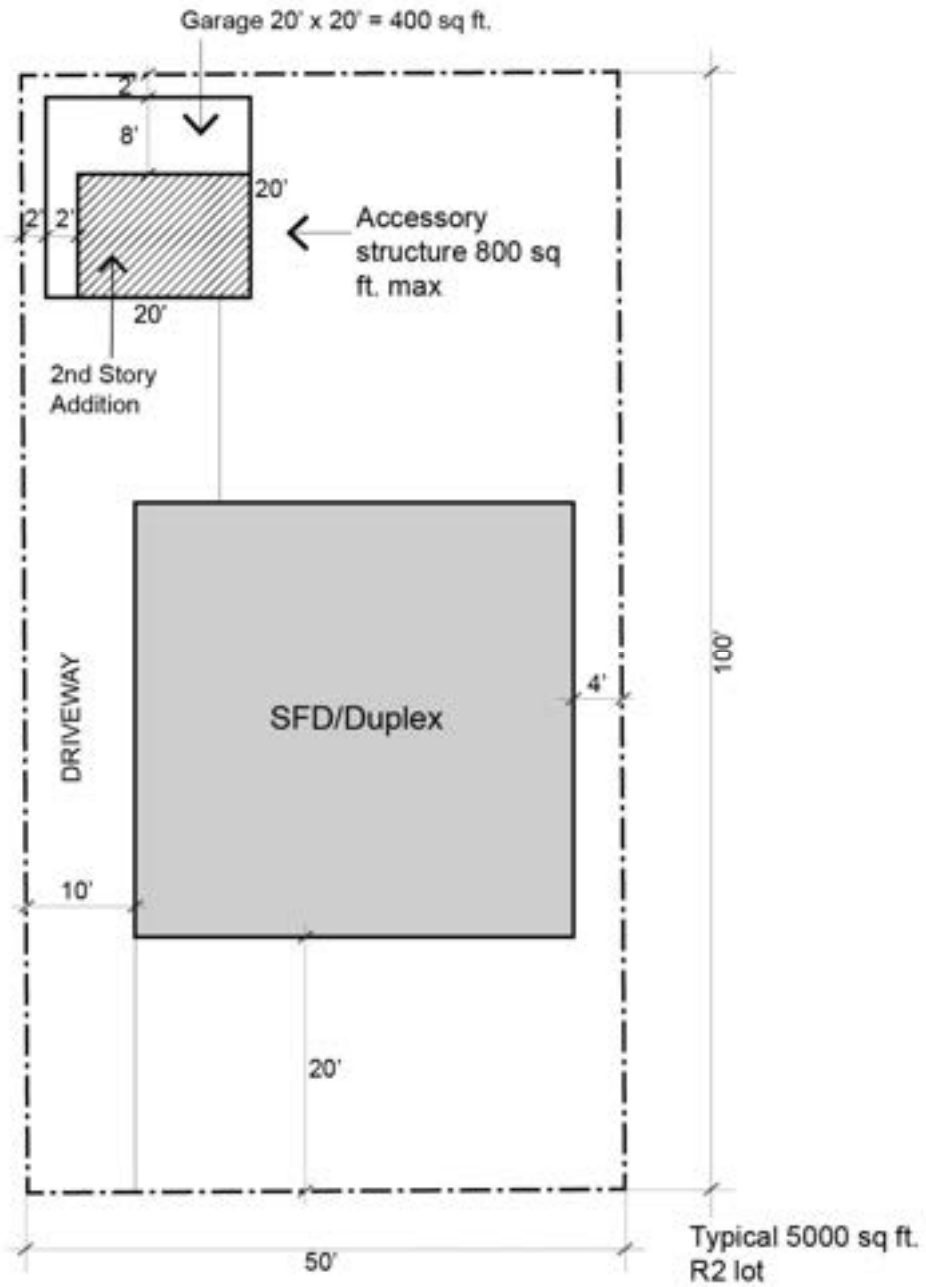 Garage 20' x 20' = 400 sq ft.
2'
8'
20'
2'
2'
Accessory
structure 800 sq
ft. max
20'
2nd Story
Addition
DRIVEWAY
SFD/Duplex
4'
100'
10'
20'
50'
Typical 5000 sq ft.
R2 lot